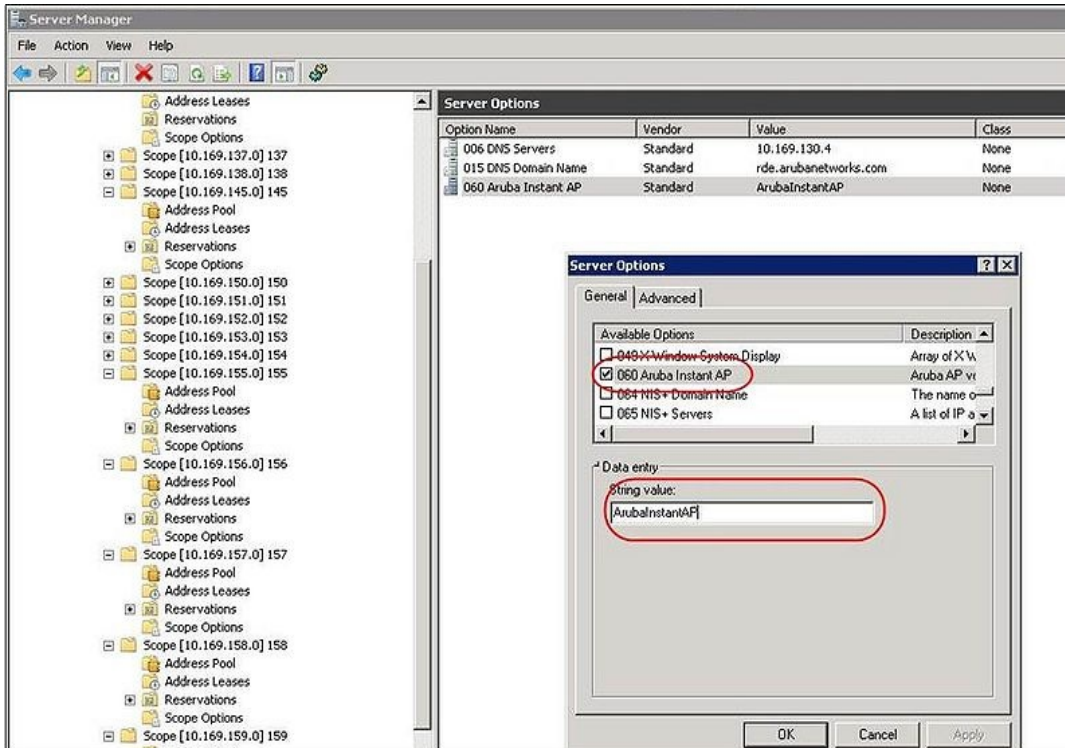 Server Manager
File Action View Help
Address Leases
Reservations
Scope Options
Scope [10.169.137.0] 137
Scope [10.169.138.0] 138
Scope [10.169.145.0] 145
Address Pool
Address Leases
Reservations
Scope Options
Scope [10.169.150.0] 150
Scope [10.169.151.0] 151
Scope [10.169.152.0] 152
Scope [10.169.153.0] 153
Scope [10.169.154.0] 154
Scope [10.169.155.0] 155
Address Pool
Address Leases
Reservations
Scope Options
Scope [10.169.156.0] 156
Address Pool
Address Leases
Reservations
Scope Options
Scope [10.169.157.0] 157
Address Pool
Address Leases
Reservations
Scope Options
Scope [10.169.158.0] 158
Address Pool
Address Leases
Reservations
Scope Options
Scope [10.169.159.0] 159
Server Options
Option Name Vendor Value Class
006 DNS Servers Standard 10.169.130.4 None
015 DNS Domain Name Standard rde.arubanetworks.com None
060 Aruba Instant AP Standard ArubaInstantAP None
Server Options
General Advanced
Available Options Description
049 X Window System Display Array of X W
060 Aruba Instant AP Aruba AP ve
064 NIS+ Domain Name The name o
065 NIS+ Servers A list of IP a
Data entry
String value:
ArubaInstantAP
OK Cancel Apply